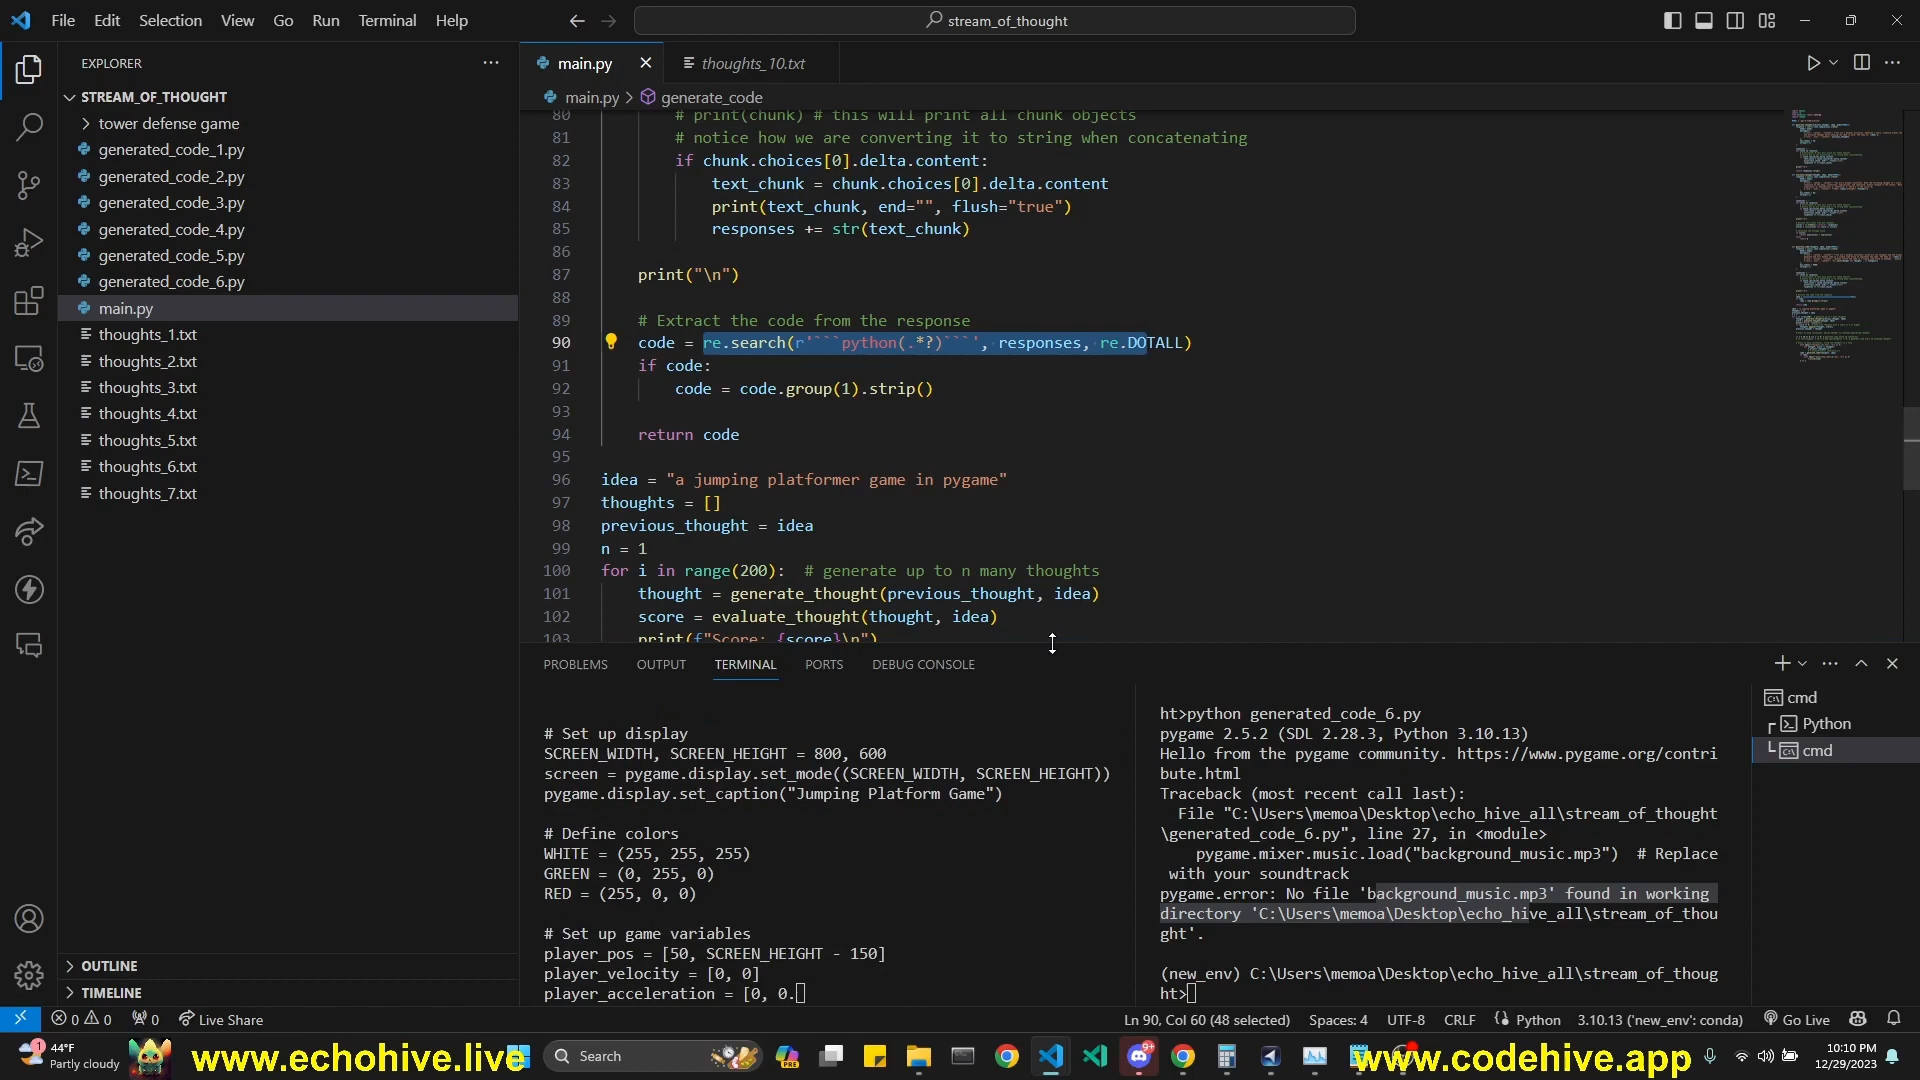 File Edit Selection View Go Run Terminal Help
stream_of_thought
EXPLORER
STREAM_OF_THOUGHT
tower defense game
generated_code_1.py
generated_code_2.py
generated_code_3.py
generated_code_4.py
generated_code_5.py
generated_code_6.py
main.py
thoughts_1.txt
thoughts_2.txt
thoughts_3.txt
thoughts_4.txt
thoughts_5.txt
thoughts_6.txt
thoughts_7.txt
OUTLINE
TIMELINE
main.py
thoughts_10.txt
main.py > generate_code
80 # print(chunk) # this will print all chunk objects
81 # notice how we are converting it to string when concatenating
82 if chunk.choices[0].delta.content:
83 text_chunk = chunk.choices[0].delta.content
84 print(text_chunk, end="", flush="true")
85 responses += str(text_chunk)
86
87 print("\n")
88
89 # Extract the code from the response
90 code = re.search(r'```python(.*?)```', responses, re.DOTALL)
91 if code:
92 code = code.group(1).strip()
93
94 return code
95
96 idea = "a jumping platformer game in pygame"
97 thoughts = []
98 previous_thought = idea
99 n = 1
100 for i in range(200): # generate up to n many thoughts
101 thought = generate_thought(previous_thought, idea)
102 score = evaluate_thought(thought, idea)
103 print(f"Score: {score}\n")
PROBLEMS OUTPUT TERMINAL PORTS DEBUG CONSOLE
# Set up display
SCREEN_WIDTH, SCREEN_HEIGHT = 800, 600
screen = pygame.display.set_mode((SCREEN_WIDTH, SCREEN_HEIGHT))
pygame.display.set_caption("Jumping Platform Game")
# Define colors
WHITE = (255, 255, 255)
GREEN = (0, 255, 0)
RED = (255, 0, 0)
# Set up game variables
player_pos = [50, SCREEN_HEIGHT - 150]
player_velocity = [0, 0]
player_acceleration = [0, 0.
ht>python generated_code_6.py
pygame 2.5.2 (SDL 2.28.3, Python 3.10.13)
Hello from the pygame community. https://www.pygame.org/contri
bute.html
Traceback (most recent call last):
File "C:\Users\memoa\Desktop\echo_hive_all\stream_of_thought
\generated_code_6.py", line 27, in <module>
pygame.mixer.music.load("background_music.mp3") # Replace
with your soundtrack
pygame.error: No file 'background_music.mp3' found in working
directory 'C:\Users\memoa\Desktop\echo_hive_all\stream_of_thou
ght'.
(new_env) C:\Users\memoa\Desktop\echo_hive_all\stream_of_thoug
ht>
cmd
Python
cmd
0 0 0 Live Share
Ln 90, Col 60 (48 selected) Spaces: 4 UTF-8 CRLF Python 3.10.13 ('new_env': conda) Go Live
1
44°F
Partly cloudy
www.echohive.live
Search
PRE
9+
www.codehive.app
10:10 PM
12/29/2023